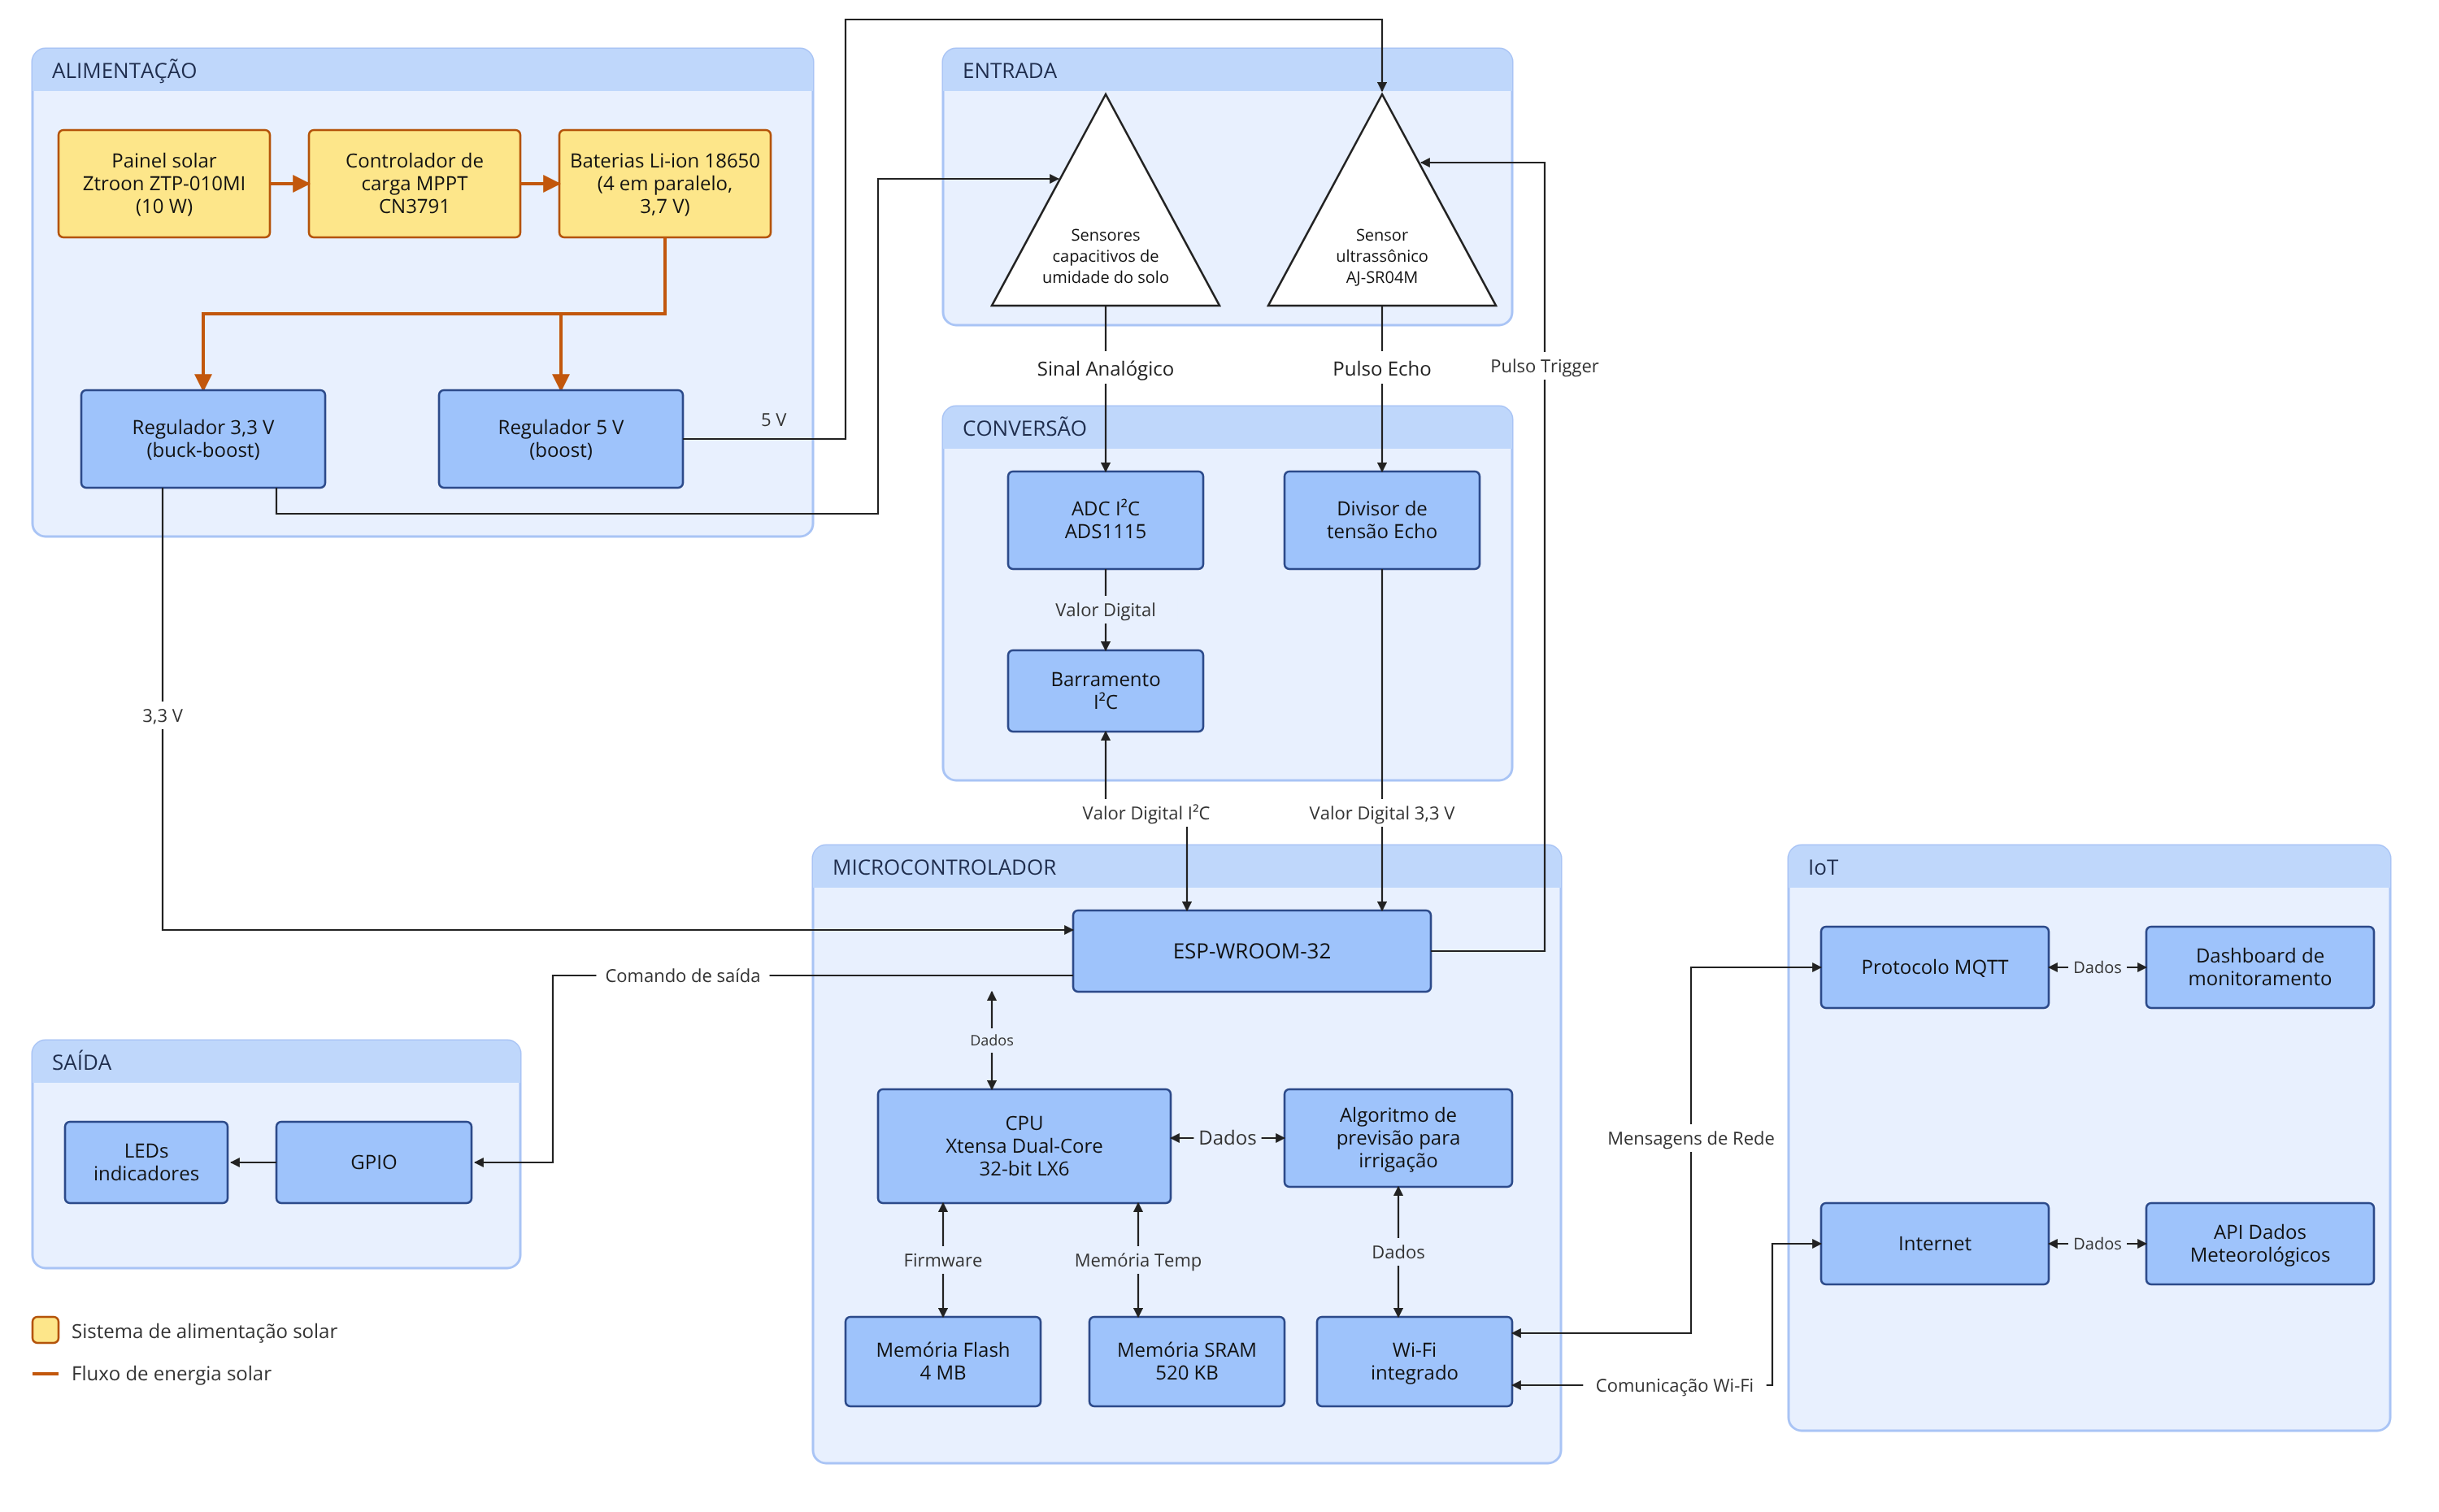 ALIMENTAÇÃO
Painel solar
Ztroon ZTP-010MI
(10 W)
Controlador de
carga MPPT
CN3791
Baterias Li-ion 18650
(4 em paralelo,
3,7 V)
Regulador 3,3 V
(buck-boost)
Regulador 5 V
(boost)
5 V
3,3 V
ENTRADA
Sensores
capacitivos de
umidade do solo
Sensor
ultrassônico
AJ-SR04M
Sinal Analógico
Pulso Echo
Pulso Trigger
CONVERSÃO
ADC I²C
ADS1115
Divisor de
tensão Echo
Valor Digital
Barramento
I²C
Valor Digital I²C
Valor Digital 3,3 V
MICROCONTROLADOR
ESP-WROOM-32
Comando de saída
Dados
CPU
Xtensa Dual-Core
32-bit LX6
Dados
Algoritmo de
previsão para
irrigação
Firmware
Memória Temp
Dados
Memória Flash
4 MB
Memória SRAM
520 KB
Wi-Fi
integrado
Mensagens de Rede
Comunicação Wi-Fi
IoT
Protocolo MQTT
Dados
Dashboard de
monitoramento
Internet
Dados
API Dados
Meteorológicos
SAÍDA
LEDs
indicadores
GPIO
Sistema de alimentação solar
Fluxo de energia solar